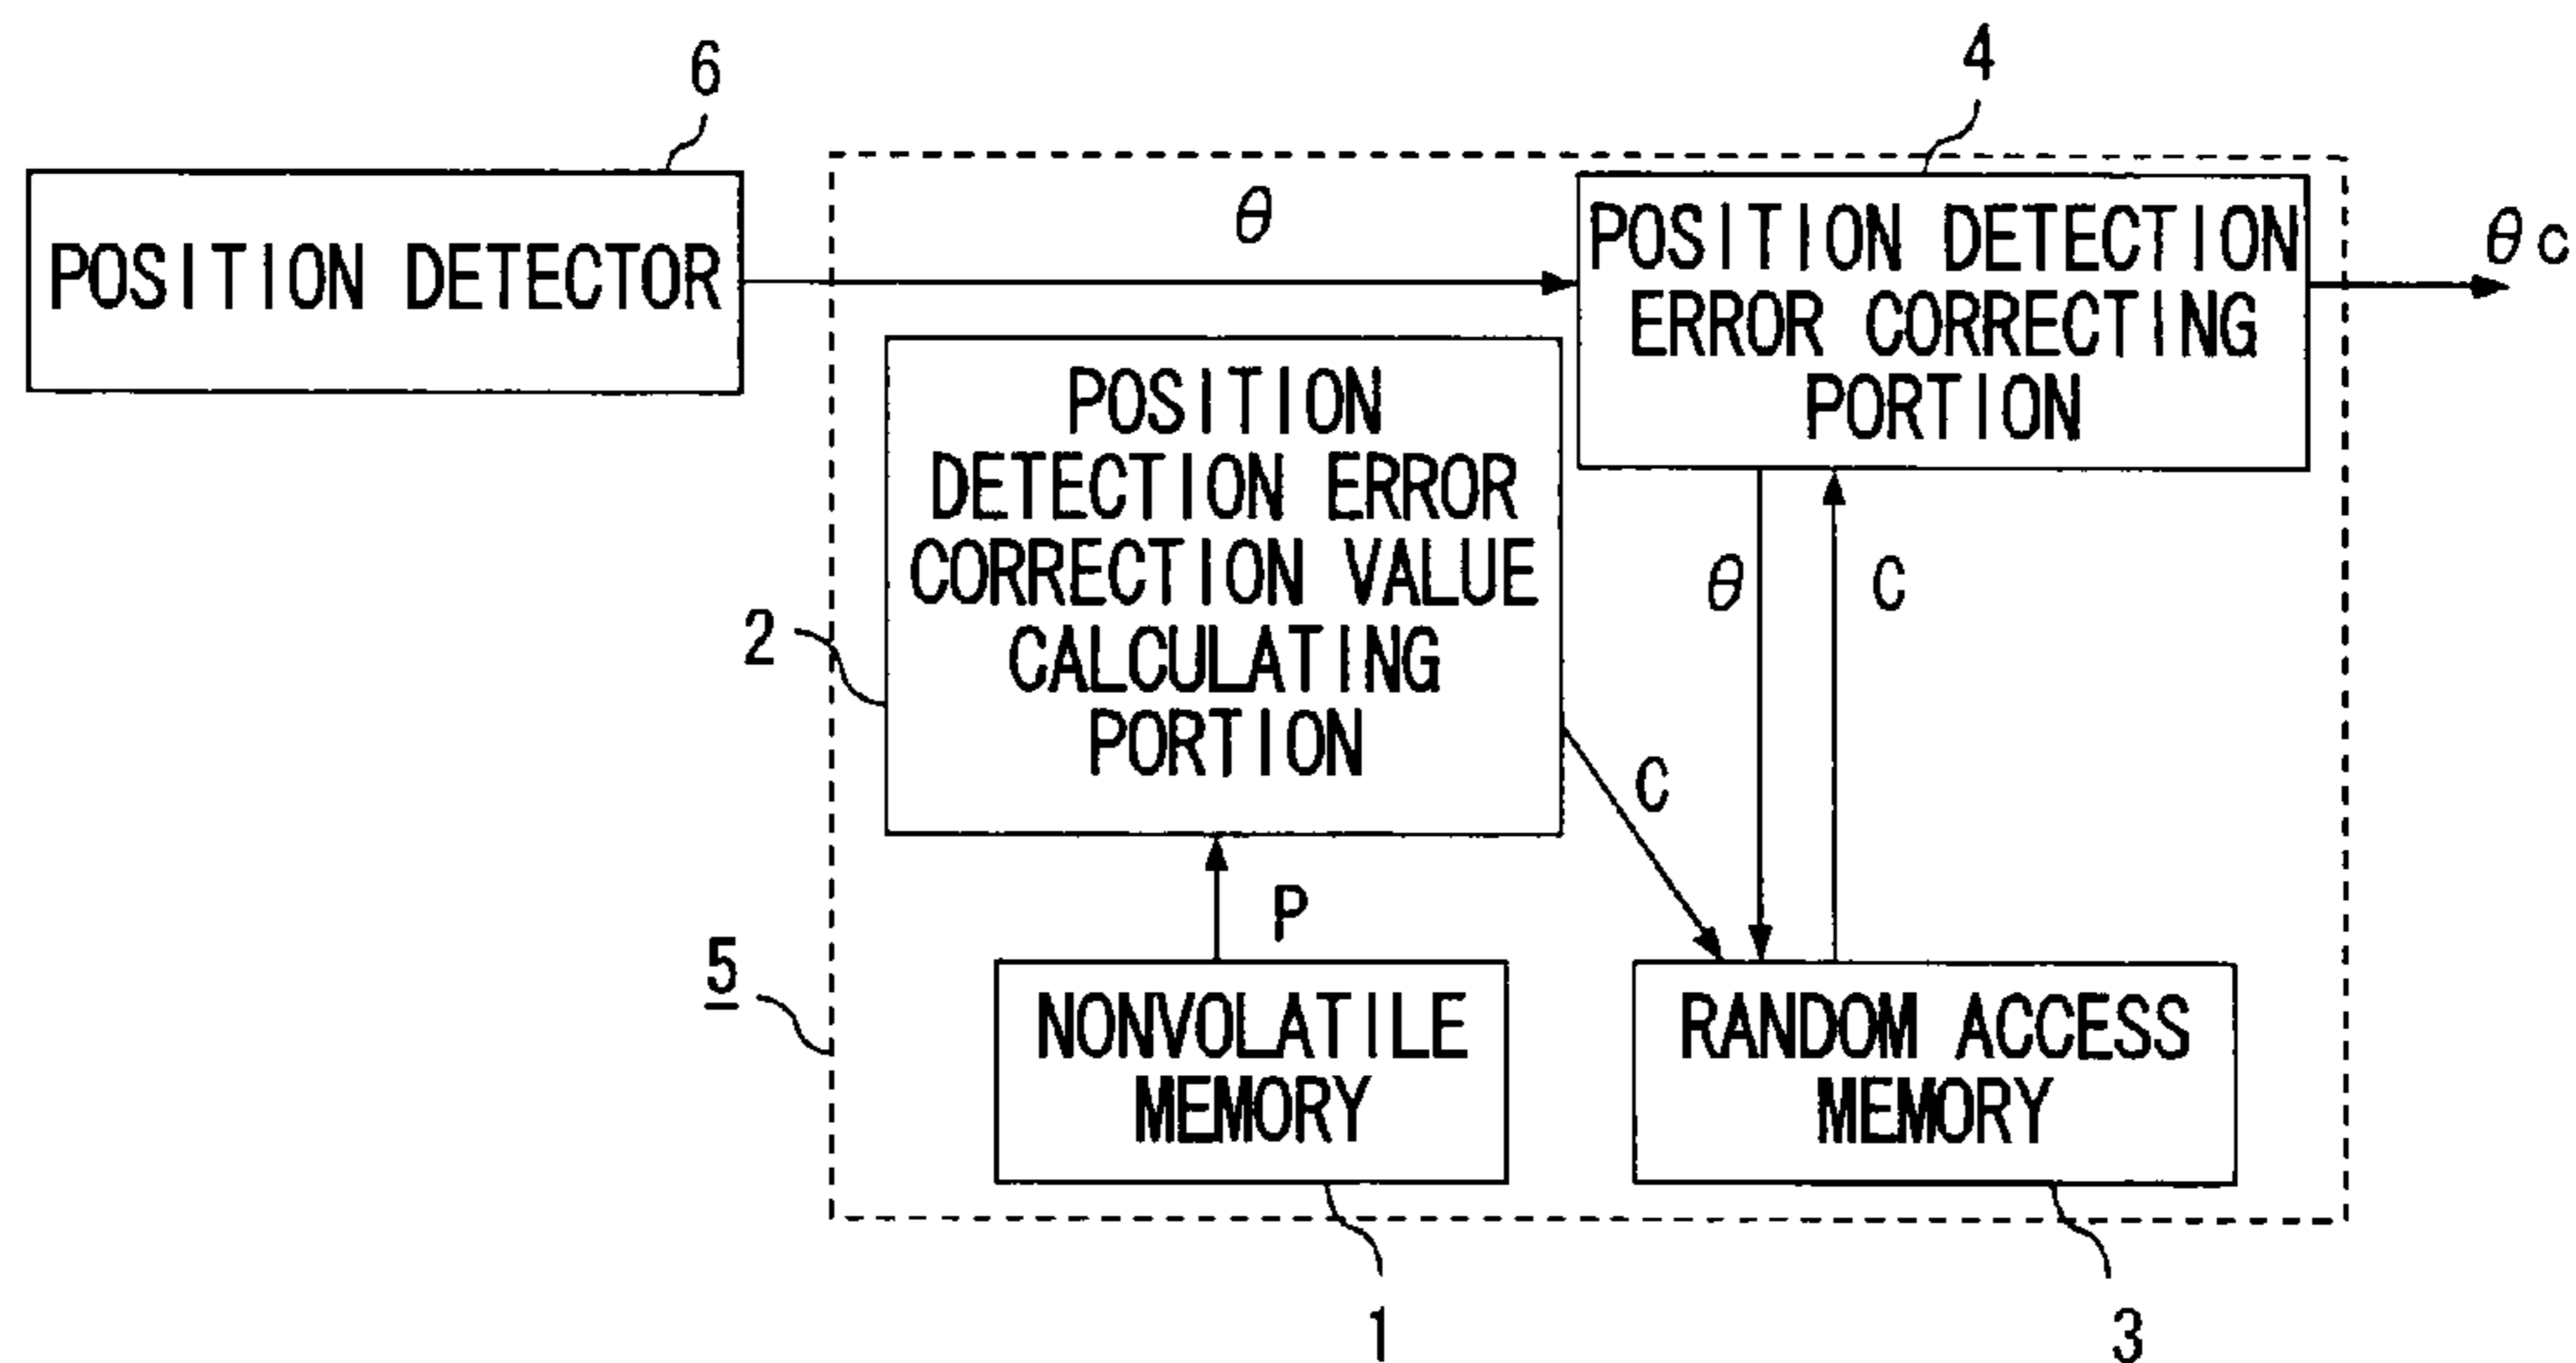 6
4
POSITION DETECTOR
θ
POSITION DETECTION
ERROR CORRECTING
PORTION
θc
POSITION
DETECTION ERROR
CORRECTION VALUE
CALCULATING
PORTION
2
θ
C
C
P
5
NONVOLATILE
MEMORY
RANDOM ACCESS
MEMORY
1
3